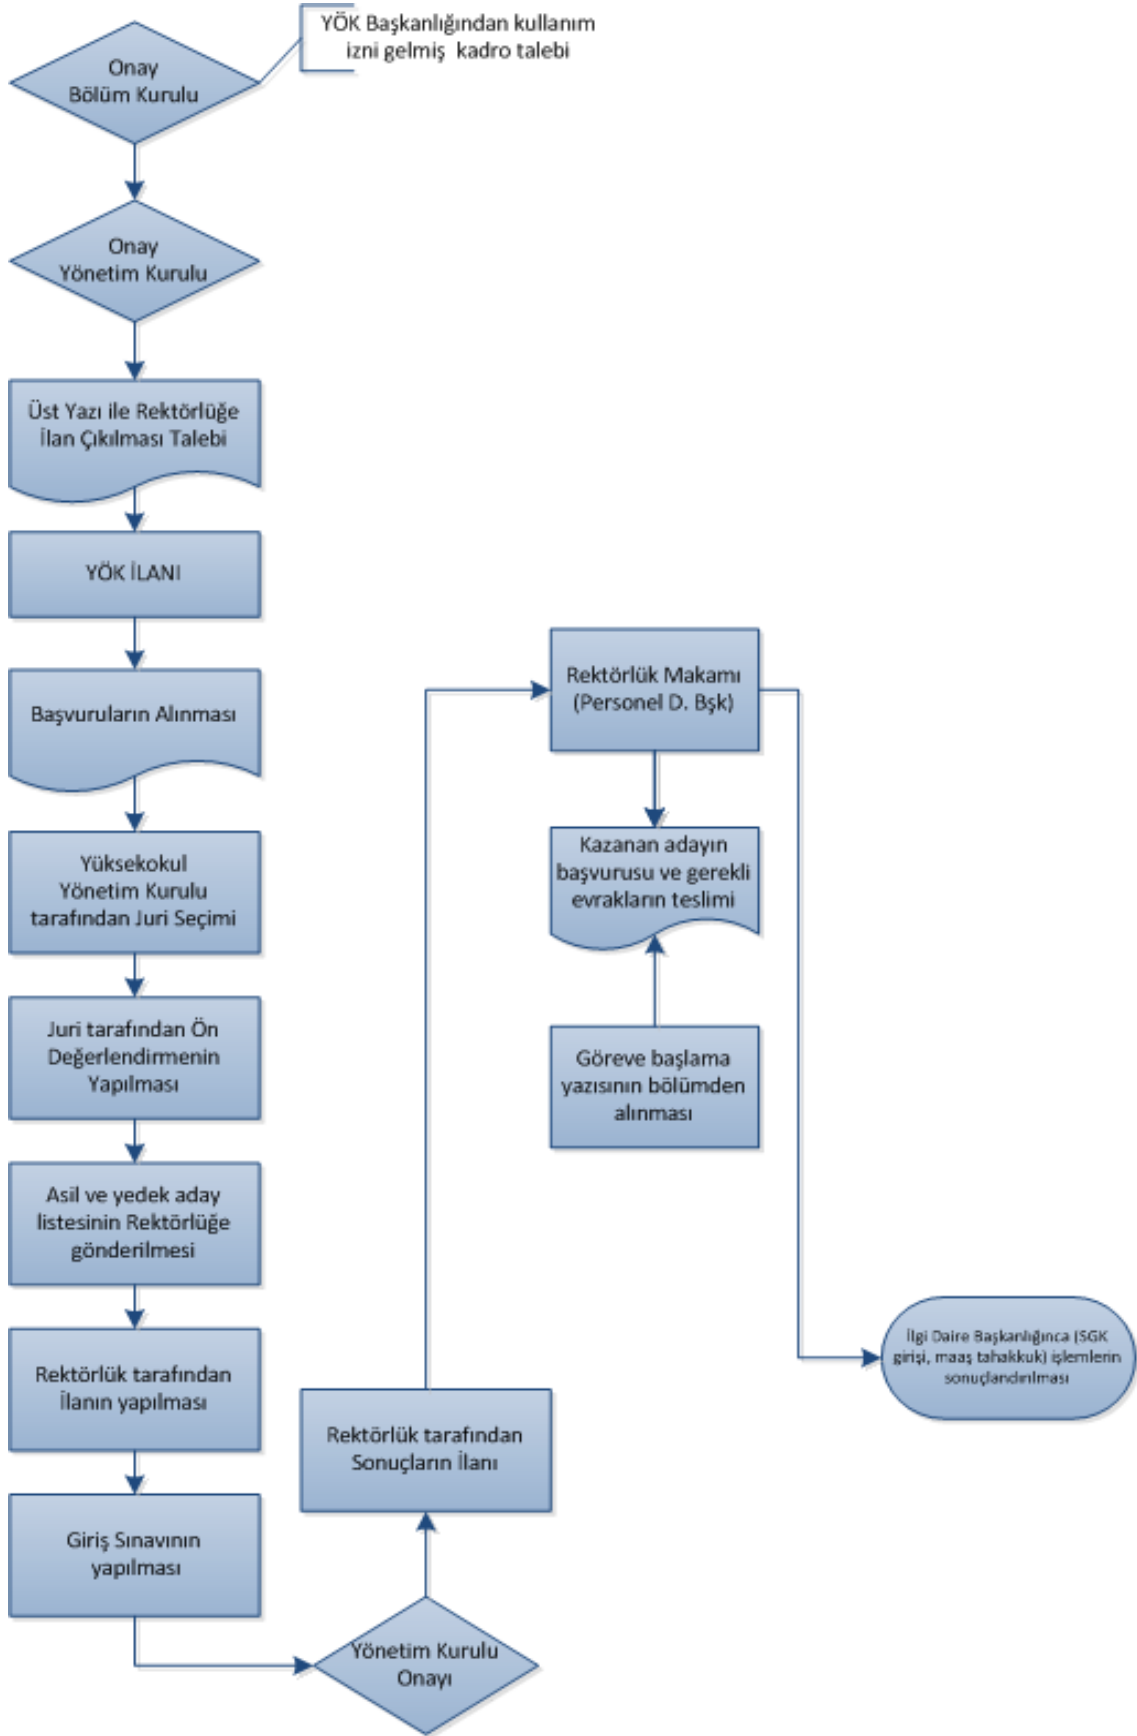 YÖK Başkanlığından kullanım
izni gelmiş kadro talebi
Onay
Bölüm Kurulu
Onay
Yönetim Kurulu
Üst Yazı ile Rektörlüğe
İlan Çıkılması Talebi
YÖK İLANI
Başvuruların Alınması
Yüksekokul
Yönetim Kurulu
tarafından Juri Seçimi
Juri tarafından Ön
Değerlendirmenin
Yapılması
Asil ve yedek aday
listesinin Rektörlüğe
gönderilmesi
Rektörlük tarafından
İlanın yapılması
Giriş Sınavının
yapılması
Yönetim Kurulu
Onayı
Rektörlük tarafından
Sonuçların İlanı
Rektörlük Makamı
(Personel D. Bşk)
Kazanan adayın
başvurusu ve gerekli
evrakların teslimi
Göreve başlama
yazısının bölümden
alınması
İlgi Daire Başkanlığınca (SGK
girişi, maaş tahakkuk) işlemlerin
sonuçlandırılması